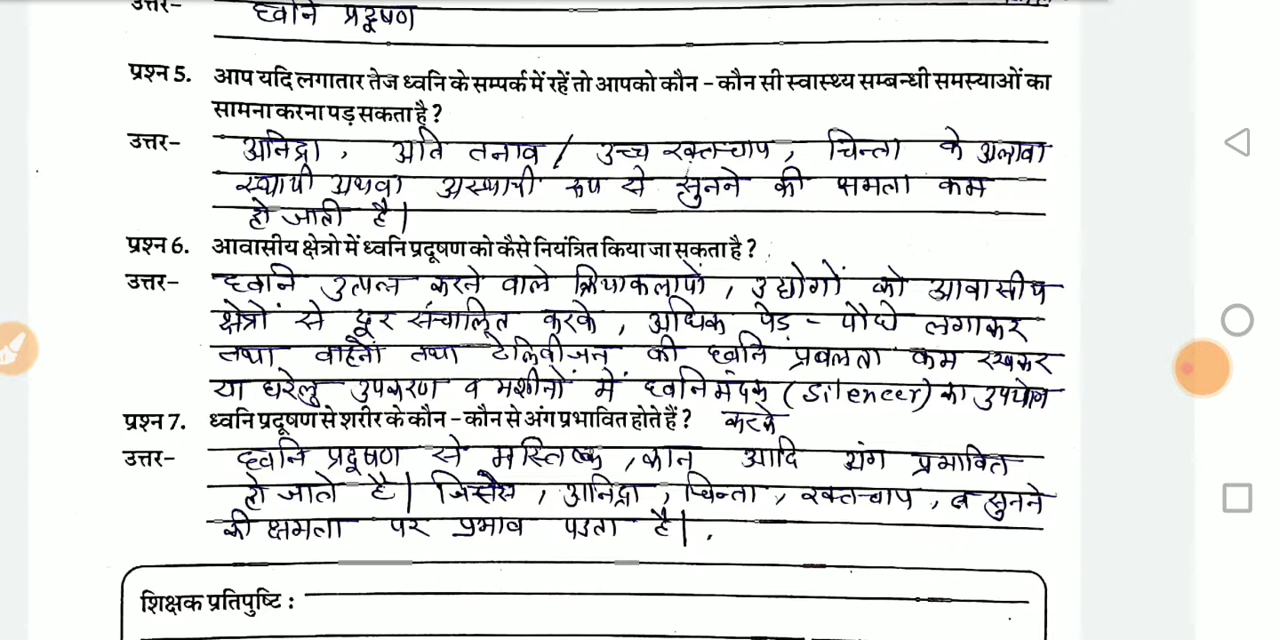 उत्तर- ध्वनि प्रदूषण
प्रश्न 5. आप यदि लगातार तेज ध्वनि के सम्पर्क में रहें तो आपको कौन – कौन सी स्वास्थ्य सम्बन्धी समस्याओं का
सामना करना पड़ सकता है ?
उत्तर– अनिद्रा , अति तनाव / उच्च रक्तचाप , चिन्ता के अलावा
स्थायी अथवा अस्थायी रूप से सुनने की क्षमता कम
हो जाती है |
प्रश्न 6. आवासीय क्षेत्रो में ध्वनि प्रदूषण को कैसे नियंत्रित किया जा सकता है ?
उत्तर– ध्वनि उत्पन्न करने वाले क्रियाकलापों , उद्योगों को आवासीय
क्षेत्रों से दूर संचालित करके , अधिक पेड़ – पौधे लगाकर
तथा वाहनों तथा टेलिवीजन की ध्वनि प्रबलता कम रखकर
या घरेलु उपकरण व मशीनों में ध्वनिमंदक (Silencer) का उपयोग
करके
प्रश्न 7. ध्वनि प्रदूषण से शरीर के कौन – कौन से अंग प्रभावित होते हैं ?
उत्तर– ध्वनि प्रदूषण से मस्तिष्क , कान आदि अंग प्रभावित
हो जाते है | जिससे , अनिद्रा , चिन्ता , रक्तचाप , व सुनने
की क्षमता पर प्रभाव पडता है | .
शिक्षक प्रतिपुष्टि :